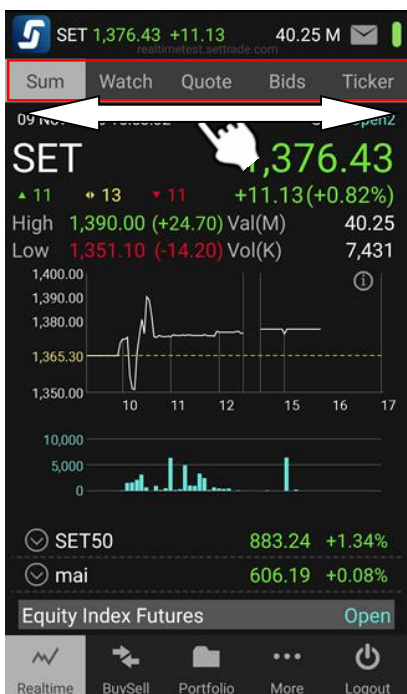 SET 1,376.43 +11.13 40.25 M
realtimetest.settrade.com
Sum Watch Quote Bids Ticker
09
Open2
SET 1,376.43
11 13 11 +11.13 (+0.82%)
High 1,390.00 (+24.70) Val(M) 40.25
Low 1,351.10 (-14.20) Vol(K) 7,431
1,400.00
1,390.00
1,380.00
1,365.30
1,350.00
10 11 12 15 16 17
10,000
5,000
0
SET50 883.24 +1.34%
mai 606.19 +0.08%
Equity Index Futures Open
Realtime BuySell Portfolio More Logout